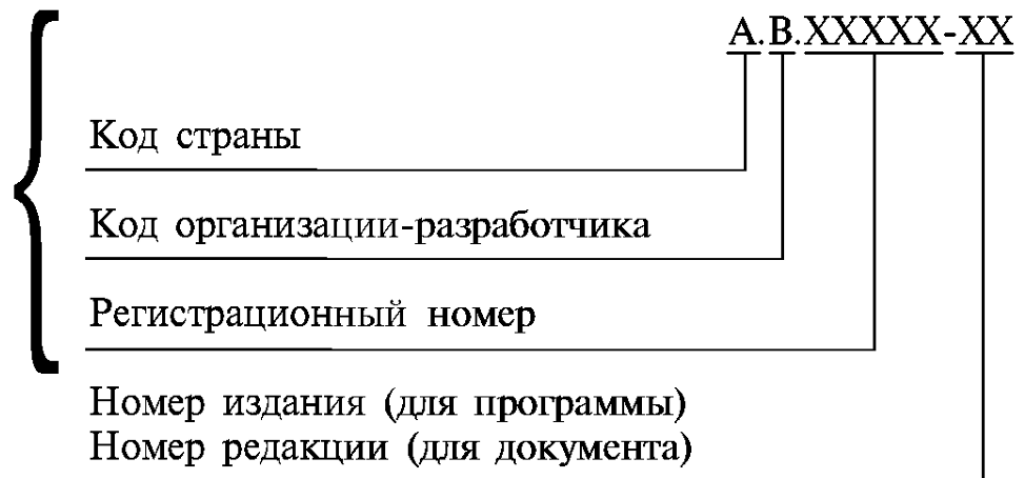 А.В.ХХХХХ-ХХ
Код страны
Код организации-разработчика
Регистрационный номер
Номер издания (для программы)
Номер редакции (для документа)